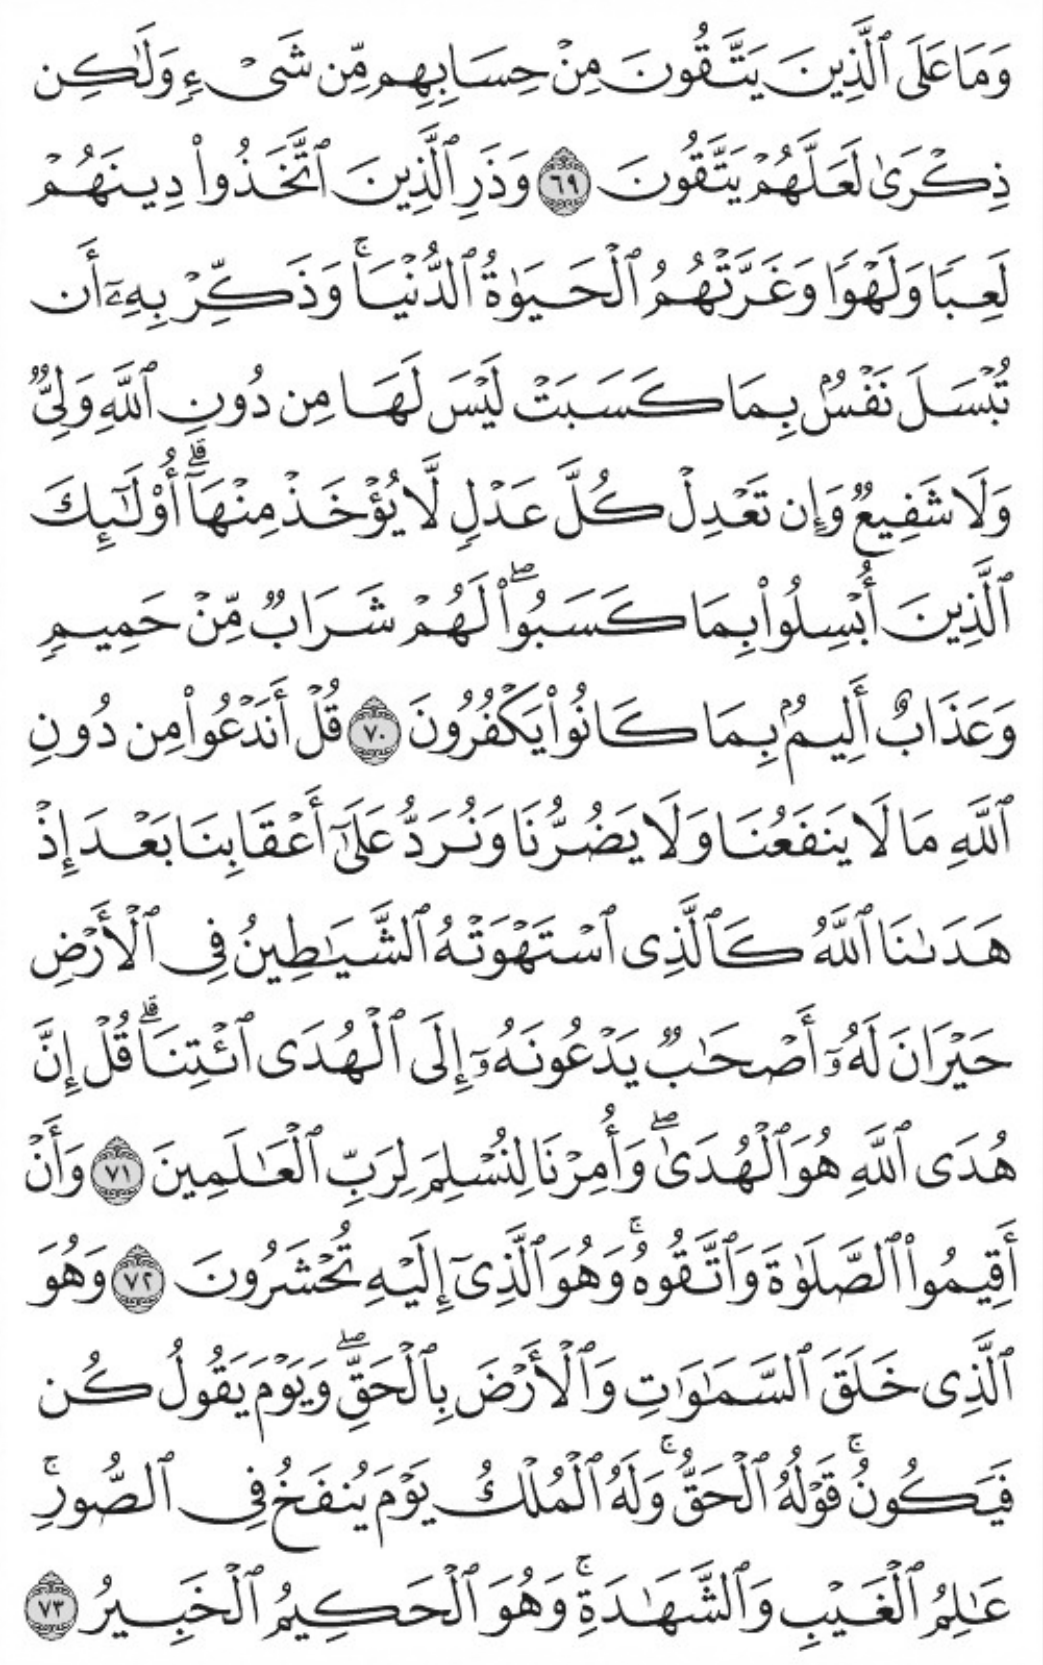 وَمَا عَلَى ٱلَّذِينَ يَتَّقُونَ مِنْ حِسَابِهِم مِّن شَىْءٍ وَلَٰكِن
ذِكْرَىٰ لَعَلَّهُمْ يَتَّقُونَ ٦٩ وَذَرِ ٱلَّذِينَ ٱتَّخَذُوا۟ دِينَهُمْ
لَعِبًا وَلَهْوًا وَغَرَّتْهُمُ ٱلْحَيَوٰةُ ٱلدُّنْيَا ۚ وَذَكِّرْ بِهِۦٓ أَن
تُبْسَلَ نَفْسٌۢ بِمَا كَسَبَتْ لَيْسَ لَهَا مِن دُونِ ٱللَّهِ وَلِىٌّ
وَلَا شَفِيعٌ وَإِن تَعْدِلْ كُلَّ عَدْلٍ لَّا يُؤْخَذْ مِنْهَآ ۗ أُو۟لَٰٓئِكَ
ٱلَّذِينَ أُبْسِلُوا۟ بِمَا كَسَبُوا۟ ۖ لَهُمْ شَرَابٌ مِّنْ حَمِيمٍ
وَعَذَابٌ أَلِيمٌۢ بِمَا كَانُوا۟ يَكْفُرُونَ ٧٠ قُلْ أَنَدْعُوا۟ مِن دُونِ
ٱللَّهِ مَا لَا يَنفَعُنَا وَلَا يَضُرُّنَا وَنُرَدُّ عَلَىٰٓ أَعْقَابِنَا بَعْدَ إِذْ
هَدَىٰنَا ٱللَّهُ كَٱلَّذِى ٱسْتَهْوَتْهُ ٱلشَّيَٰطِينُ فِى ٱلْأَرْضِ
حَيْرَانَ لَهُۥٓ أَصْحَٰبٌ يَدْعُونَهُۥٓ إِلَى ٱلْهُدَى ٱئْتِنَا ۗ قُلْ إِنَّ
هُدَى ٱللَّهِ هُوَ ٱلْهُدَىٰ ۖ وَأُمِرْنَا لِنُسْلِمَ لِرَبِّ ٱلْعَٰلَمِينَ ٧١ وَأَنْ
أَقِيمُوا۟ ٱلصَّلَوٰةَ وَٱتَّقُوهُ ۚ وَهُوَ ٱلَّذِىٓ إِلَيْهِ تُحْشَرُونَ ٧٢ وَهُوَ
ٱلَّذِى خَلَقَ ٱلسَّمَٰوَٰتِ وَٱلْأَرْضَ بِٱلْحَقِّ ۖ وَيَوْمَ يَقُولُ كُن
فَيَكُونُ ۚ قَوْلُهُ ٱلْحَقُّ ۚ وَلَهُ ٱلْمُلْكُ يَوْمَ يُنفَخُ فِى ٱلصُّورِ ۚ
عَٰلِمُ ٱلْغَيْبِ وَٱلشَّهَٰدَةِ ۚ وَهُوَ ٱلْحَكِيمُ ٱلْخَبِيرُ ٧٣